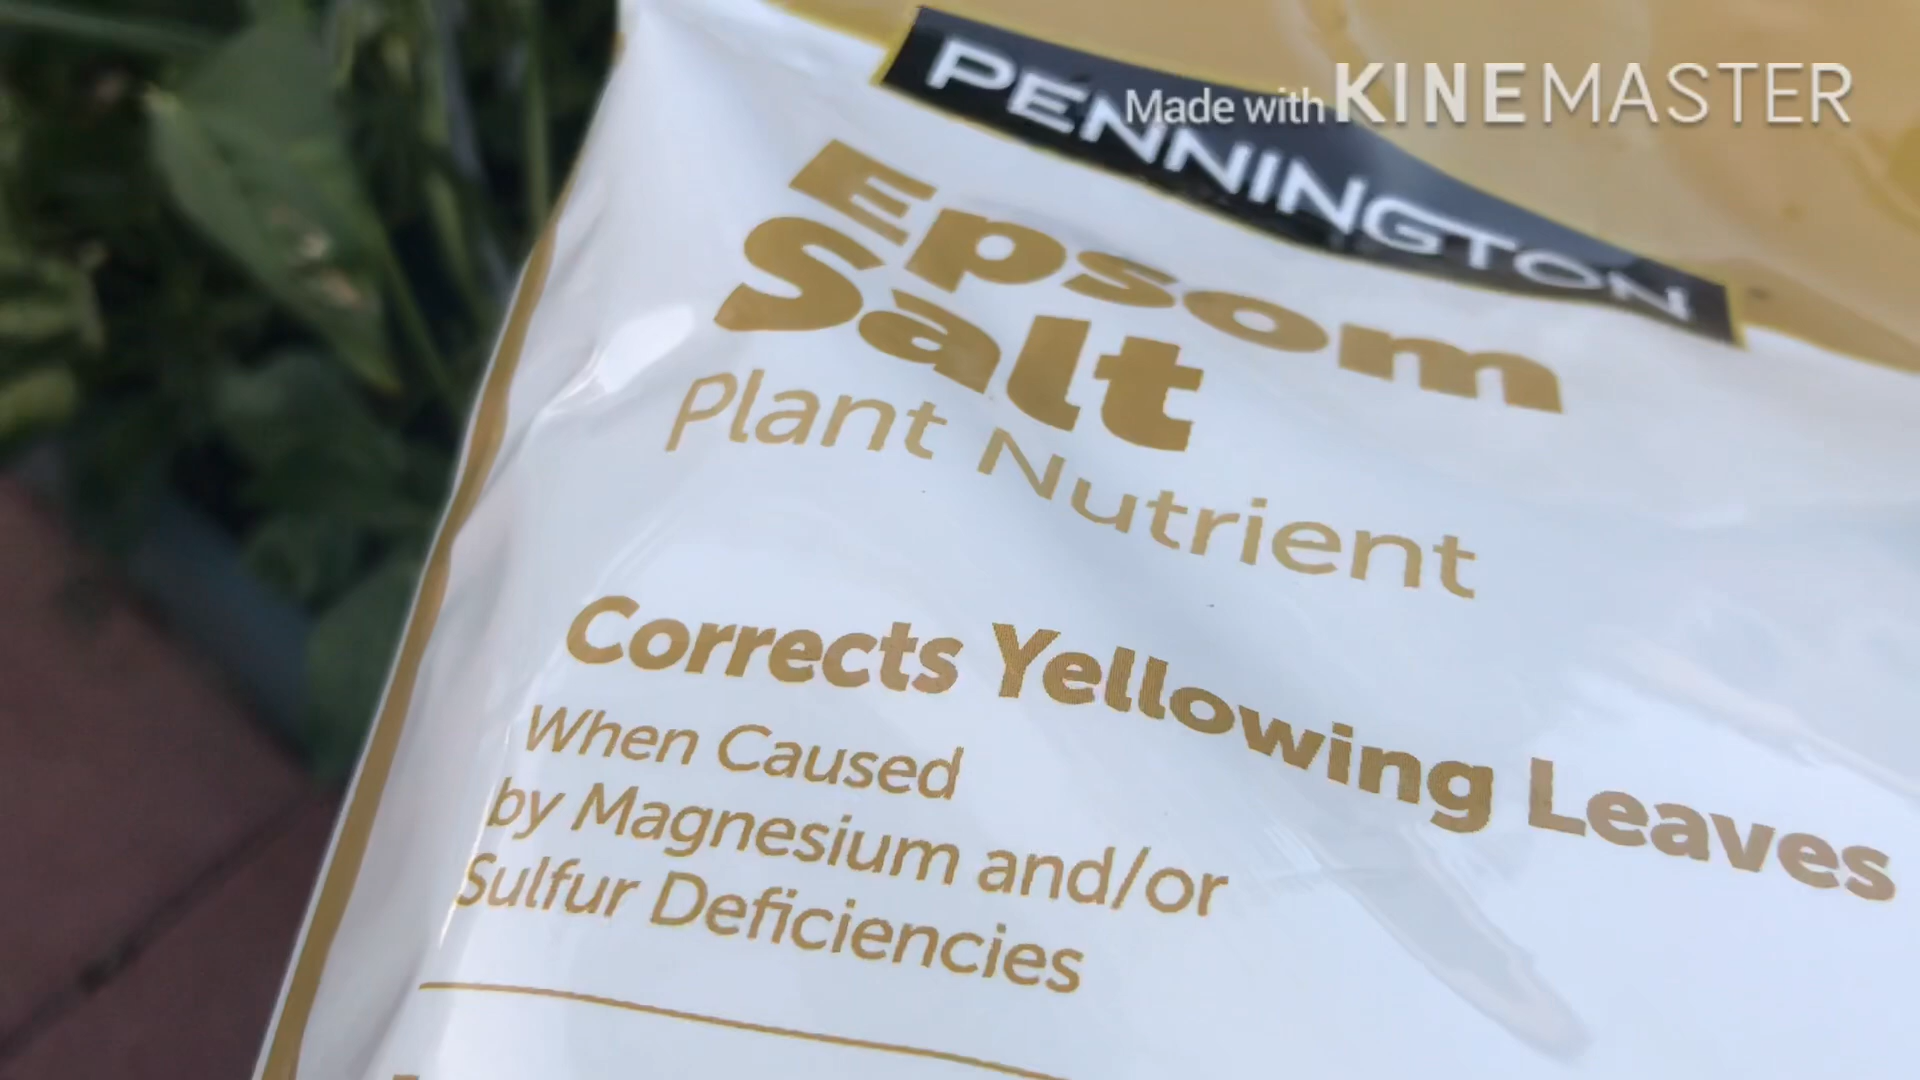 PENNINGTON
Made with KINEMASTER
Epsom
Salt
Plant Nutrient
Corrects Yellowing Leaves
When Caused
by Magnesium and/or
Sulfur Deficiencies